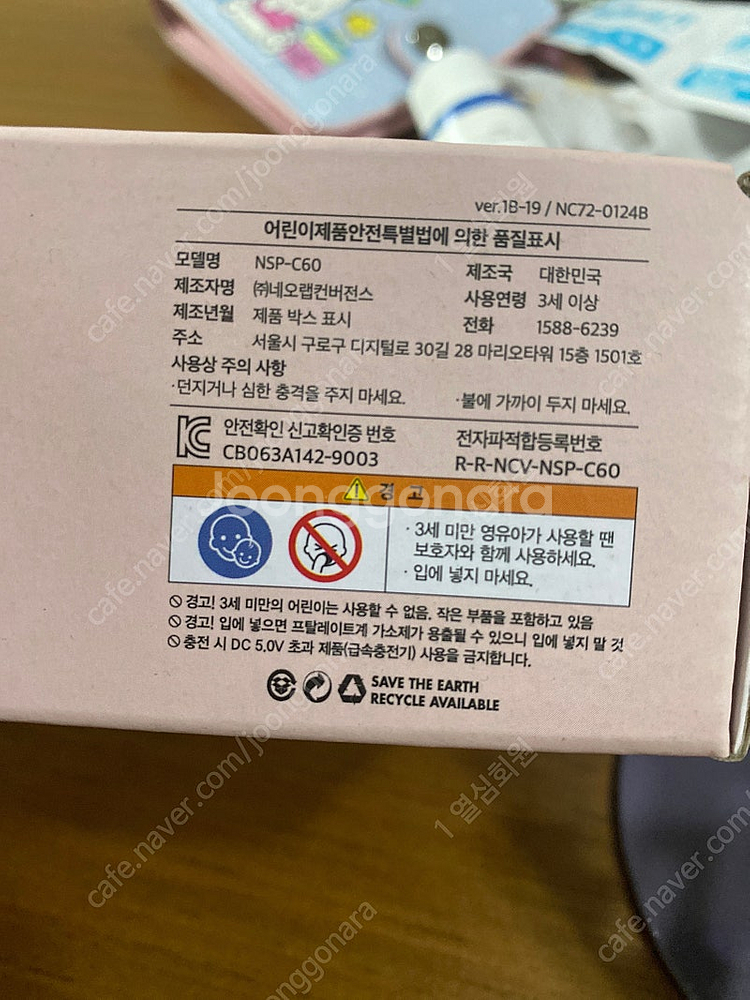 ver.1B-19 / NC72-0124B
어린이제품안전특별법에 의한 품질표시
모델명 NSP-C60 제조국 대한민국
제조자명 ㈜네오랩컨버전스 사용연령 3세 이상
제조년월 제품 박스 표시 전화 1588-6239
주소 서울시 구로구 디지털로 30길 28 마리오타워 15층 1501호
사용상 주의 사항
·던지거나 심한 충격을 주지 마세요. ·불에 가까이 두지 마세요.
안전확인 신고확인증 번호 전자파적합등록번호
CB063A142-9003 R-R-NCV-NSP-C60
경 고
Joonggonara
· 3세 미만 영유아가 사용할 땐
보호자와 함께 사용하세요.
· 입에 넣지 마세요.
경고! 3세 미만의 어린이는 사용할 수 없음. 작은 부품을 포함하고 있음
경고! 입에 넣으면 프탈레이트계 가소제가 용출될 수 있으니 입에 넣지 말 것
충전 시 DC 5.0V 초과 제품(급속충전기) 사용을 금지합니다.
SAVE THE EARTH
RECYCLE AVAILABLE
cafe.naver.com/joonggonara
1 열심회원